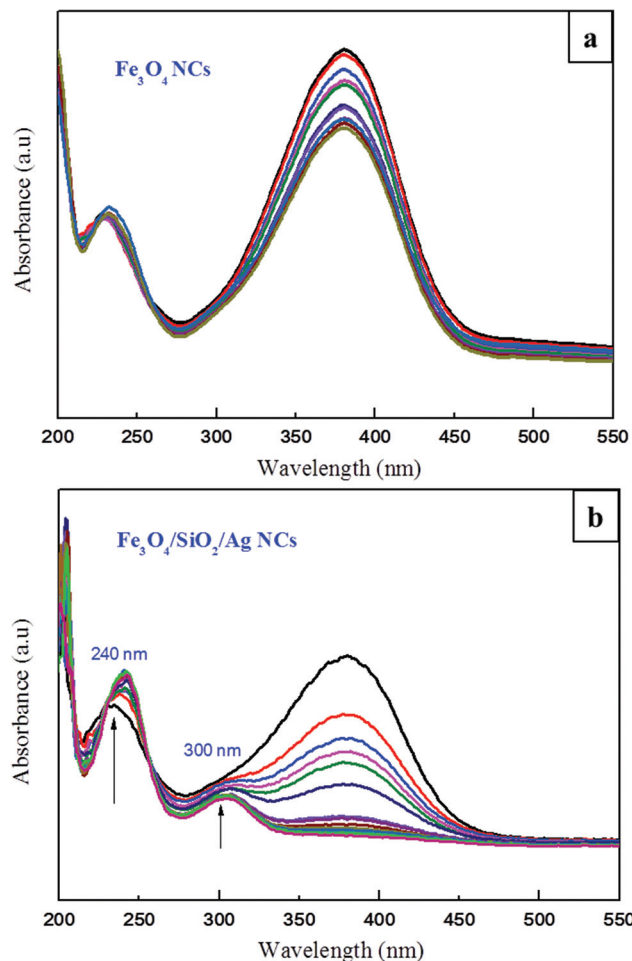 a
Fe3O4 NCs
Absorbance (a.u)
200 250 300 350 400 450 500 550
Wavelength (nm)
b
Fe3O4/SiO2/Ag NCs
240 nm
300 nm
Absorbance (a.u)
200 250 300 350 400 450 500 550
Wavelength (nm)